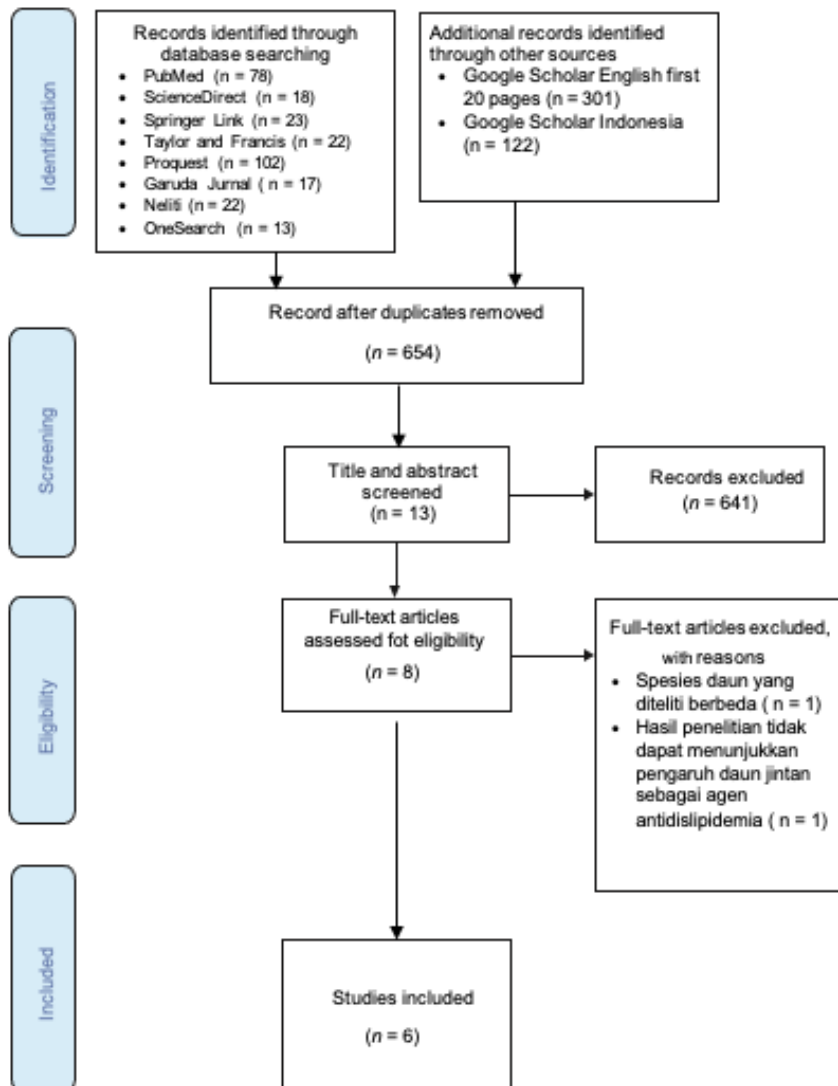 Identification
Records identified through
database searching
• PubMed (n = 78)
• ScienceDirect (n = 18)
• Springer Link (n = 23)
• Taylor and Francis (n = 22)
• Proquest (n = 102)
• Garuda Jurnal ( n = 17)
• Neliti (n = 22)
• OneSearch (n = 13)
Additional records identified
through other sources
• Google Scholar English first
20 pages (n = 301)
• Google Scholar Indonesia
(n = 122)
Record after duplicates removed
(n = 654)
Screening
Title and abstract
screened
(n = 13)
Records excluded
(n = 641)
Eligibility
Full-text articles
assessed fot eligibility
(n = 8)
Full-text articles excluded,
with reasons
• Spesies daun yang
diteliti berbeda ( n = 1)
• Hasil penelitian tidak
dapat menunjukkan
pengaruh daun jintan
sebagai agen
antidislipidemia ( n = 1)
Included
Studies included
(n = 6)